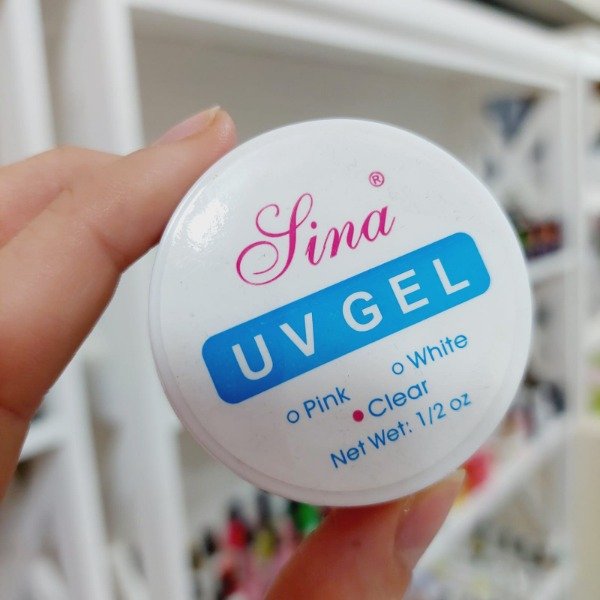 Sina®
UV GEL
Pink White
Clear
Net Wet: 1/2 oz